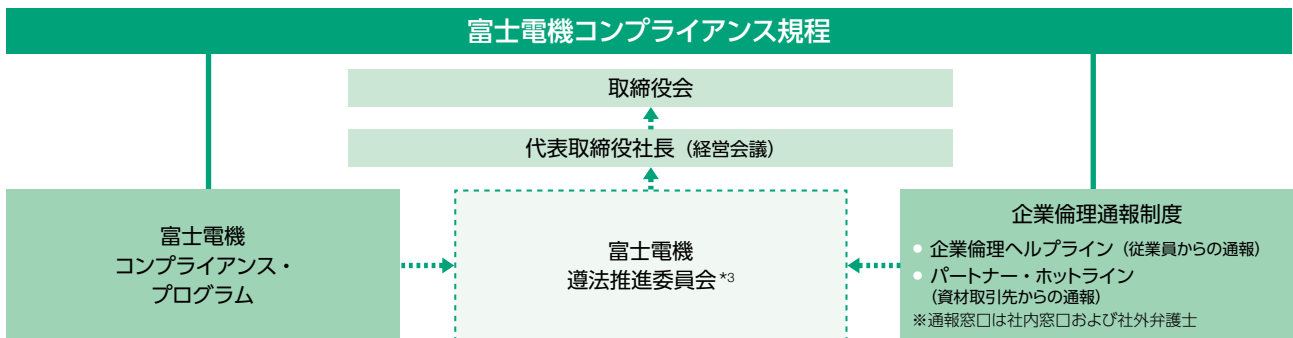 富士電機コンプライアンス規程
取締役会
代表取締役社長（経営会議）
富士電機
コンプライアンス・
プログラム
富士電機
遵法推進委員会*3
企業倫理通報制度
● 企業倫理ヘルプライン（従業員からの通報）
● パートナー・ホットライン
（資材取引先からの通報）
※通報窓口は社内窓口および社外弁護士